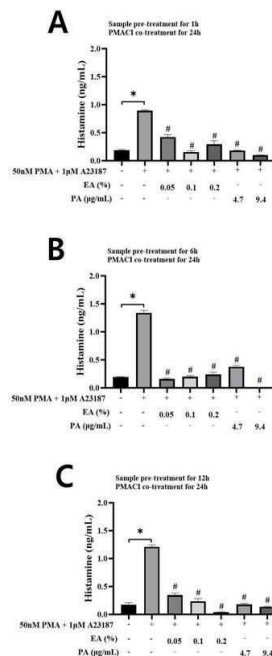 A
Sample pre-treatment for 1h
PMACI co-treatment for 24h
Histamine (ng/mL)
1.5
1.0
0.5
0.0
*
# # # # #
50nM PMA + 1μM A23187 - + + + + + +
EA (%) - - 0.05 0.1 0.2 - -
PA (μg/mL) - - - - - 4.7 9.4
B
Sample pre-treatment for 6h
PMACI co-treatment for 24h
Histamine (ng/mL)
2.0
1.5
1.0
0.5
0.0
*
# # # # #
50nM PMA + 1μM A23187 - + + + + + +
EA (%) - - 0.05 0.1 0.2 - -
PA (μg/mL) - - - - - 4.7 9.4
C
Sample pre-treatment for 12h
PMACI co-treatment for 24h
Histamine (ng/mL)
2.0
1.5
1.0
0.5
0.0
*
# # # # #
50nM PMA + 1μM A23187 - + + + + + +
EA (%) - - 0.05 0.1 0.2 - -
PA (μg/mL) - - - - - 4.7 9.4